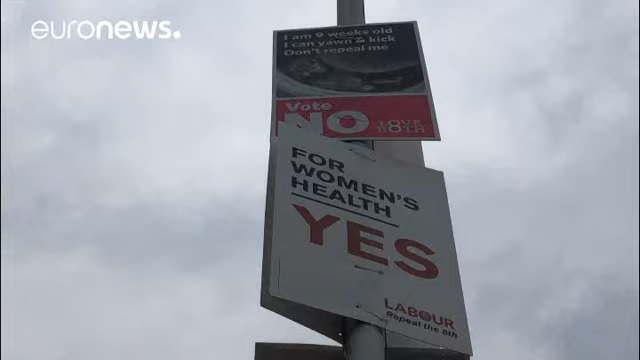 euronews.
I am 9 weeks old
I can yawn & kick
Don't repeal me
Vote
NO
LOVE
BOTH
FOR
WOMEN'S
HEALTH
YES
LABOUR
Repeal the 8th